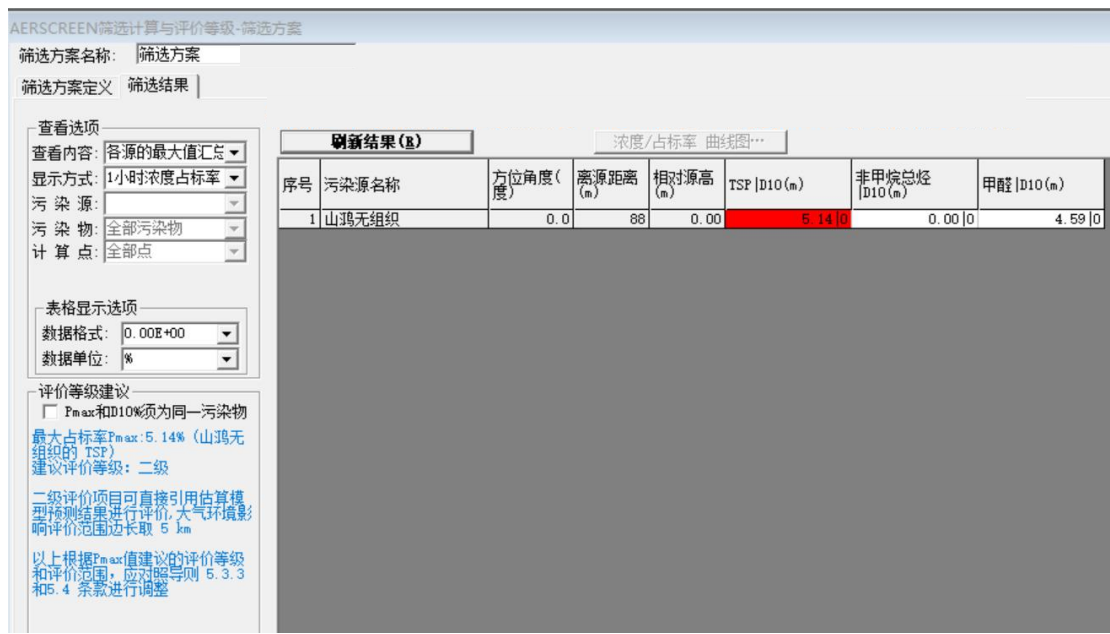 AERSCREEN筛选计算与评价等级-筛选方案
筛选方案名称: 筛选方案
筛选方案定义 筛选结果
查看选项
查看内容: 各源的最大值汇总
显示方式: 1小时浓度占标率
污 染 源:
污 染 物: 全部污染物
计 算 点: 全部点
表格显示选项
数据格式: 0.00E+00
数据单位: %
评价等级建议
Pmax和D10%须为同一污染物
最大占标率Pmax:5.14% (山鸿无
组织的 TSP)
建议评价等级: 二级
二级评价项目可直接引用估算模
型预测结果进行评价,大气环境影
响评价范围边长取 5 km
以上根据Pmax值建议的评价等级
和评价范围, 应对照导则 5.3.3
和5.4 条款进行调整
刷新结果(R) 浓度/占标率 曲线图…
序号 污染源名称 方位角度(度) 离源距离(m) 相对源高(m) TSP|D10(m) 非甲烷总烃|D10(m) 甲醛|D10(m)
1 山鸿无组织 0.0 88 0.00 5.14|0 0.00|0 4.59|0